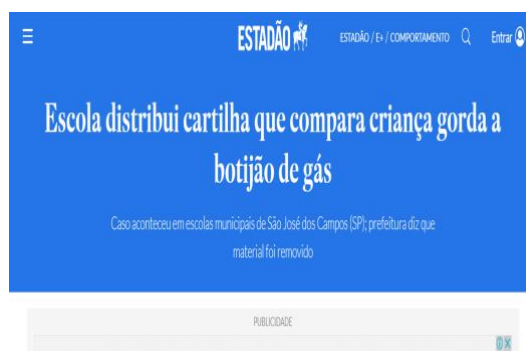 ESTADÃO
ESTADÃO / E+ / COMPORTAMENTO
Entrar
Escola distribui cartilha que compara criança gorda a
botijão de gás
Caso aconteceu em escolas municipais de São José dos Campos (SP); prefeitura diz que
material foi removido
PUBLICIDADE